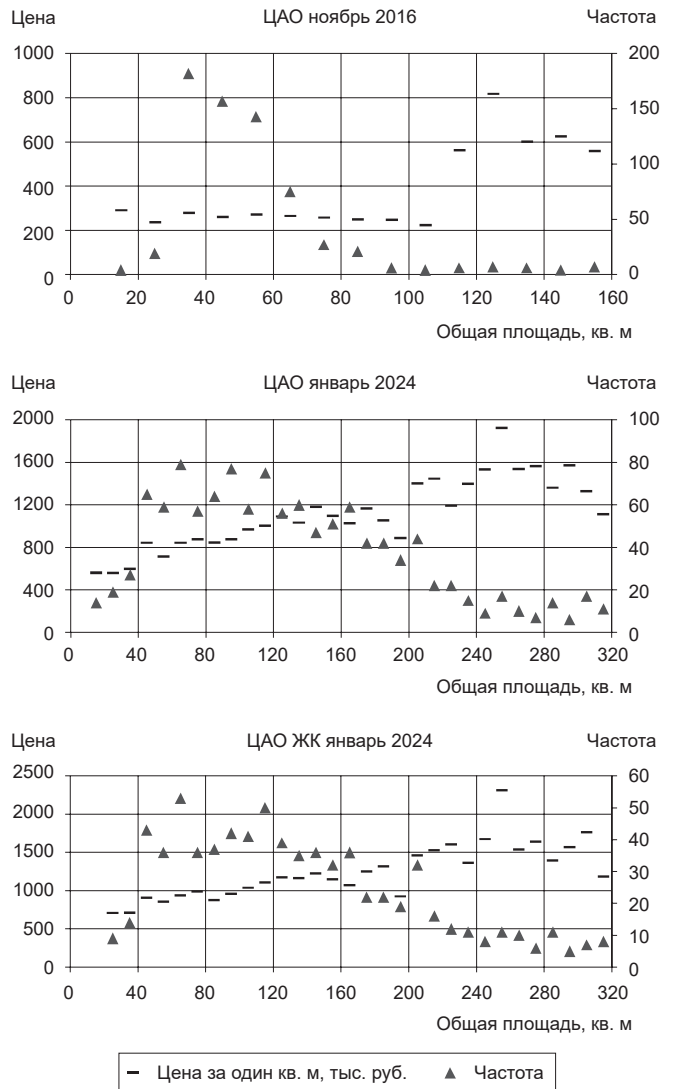 Цена ЦАО ноябрь 2016 Частота
1000 200
800 150
600
400 100
200 50
0 0
0 20 40 60 80 100 120 140 160
Общая площадь, кв. м
Цена ЦАО январь 2024 Частота
2000 100
1600 80
1200 60
800 40
400 20
0 0
0 40 80 120 160 200 240 280 320
Общая площадь, кв. м
Цена ЦАО ЖК январь 2024 Частота
2500 60
2000 50
1500 40
1000 30
500 20
0 10
0
0 40 80 120 160 200 240 280 320
Общая площадь, кв. м
Цена за один кв. м, тыс. руб. Частота